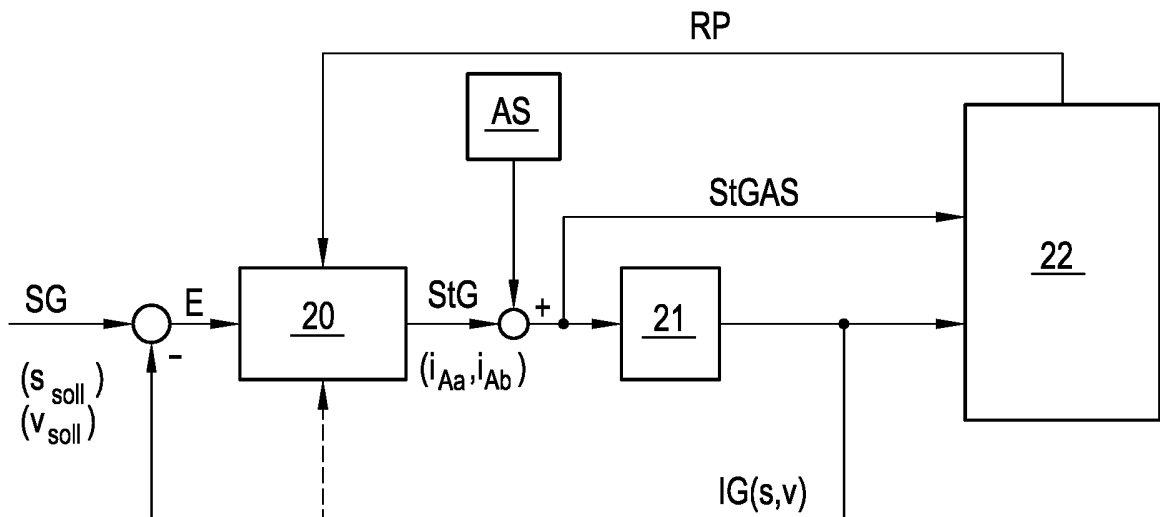 RP
AS
StGAS
22
SG
E
20
StG
+
21
-
(s_soll)
(v_soll)
(i_Aa,i_Ab)
IG(s,v)